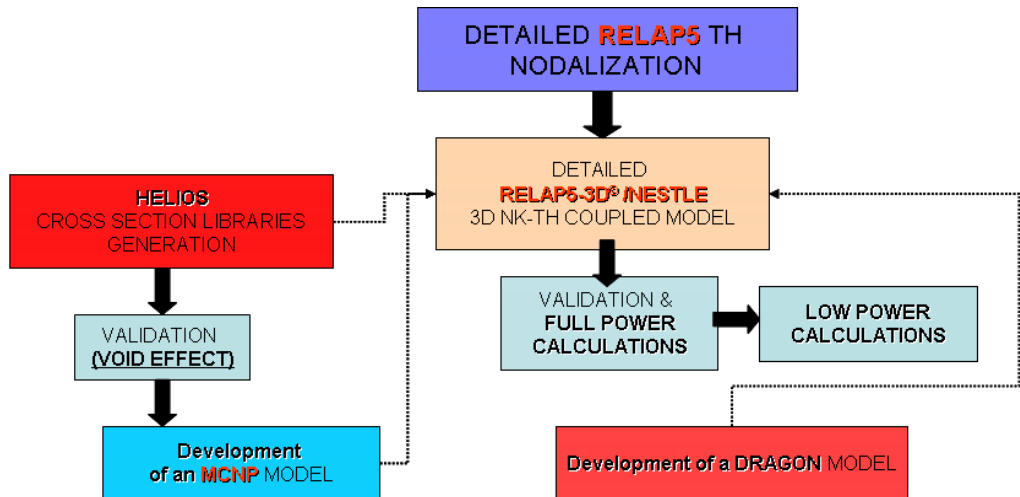 DETAILED RELAP5 TH
NODALIZATION
DETAILED
RELAP5-3D® /NESTLE
3D NK-TH COUPLED MODEL
HELIOS
CROSS SECTION LIBRARIES
GENERATION
VALIDATION &
FULL POWER
CALCULATIONS
LOW POWER
CALCULATIONS
VALIDATION
(VOID EFFECT)
Development
of an MCNP MODEL
Development of a DRAGON MODEL